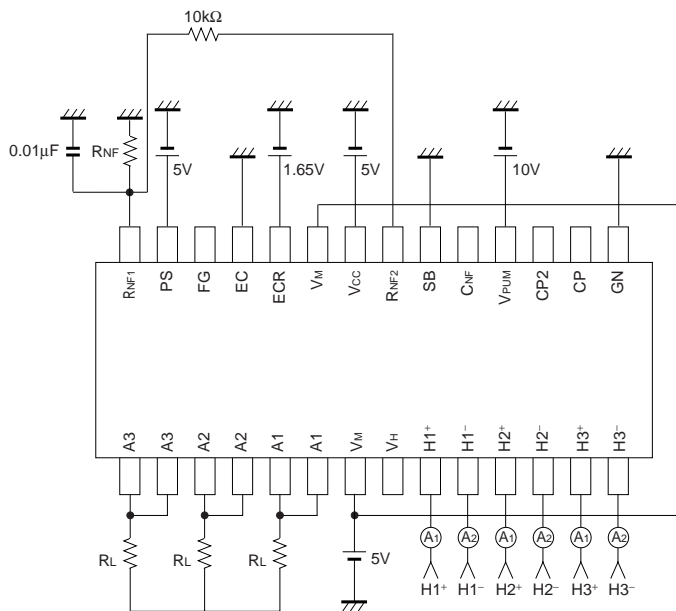 10kΩ
0.01μF
RNF
5V
1.65V
5V
10V
RNF1
PS
FG
EC
ECR
VM
VCC
RNF2
SB
CNF
VPUM
CP2
CP
GN
A3
A3
A2
A2
A1
A1
VM
VH
H1+
H1−
H2+
H2−
H3+
H3−
RL
RL
RL
5V
A1
A2
A1
A2
A1
A2
H1+
H1−
H2+
H2−
H3+
H3−